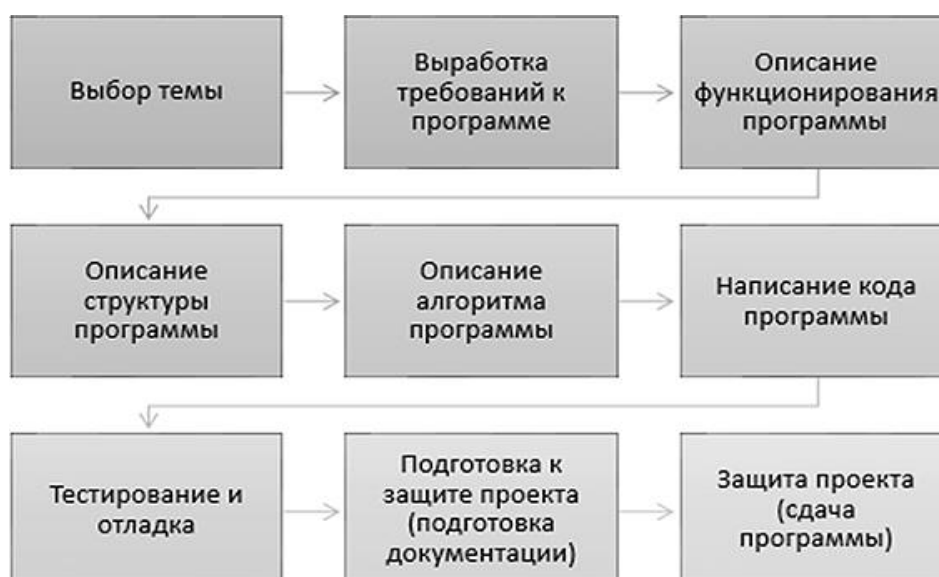 Выбор темы
Выработка
требований к
программе
Описание
функционирования
программы
Описание
структуры
программы
Описание
алгоритма
программы
Написание кода
программы
Тестирование и
отладка
Подготовка к
защите проекта
(подготовка
документации)
Защита проекта
(сдача
программы)